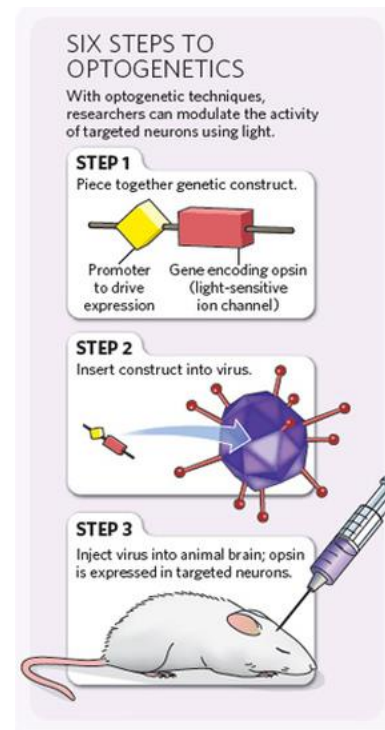 SIX STEPS TO
OPTOGENETICS
With optogenetic techniques,
researchers can modulate the activity
of targeted neurons using light.
STEP 1
Piece together genetic construct.
Promoter
to drive
expression
Gene encoding opsin
(light-sensitive
ion channel)
STEP 2
Insert construct into virus.
STEP 3
Inject virus into animal brain; opsin
is expressed in targeted neurons.